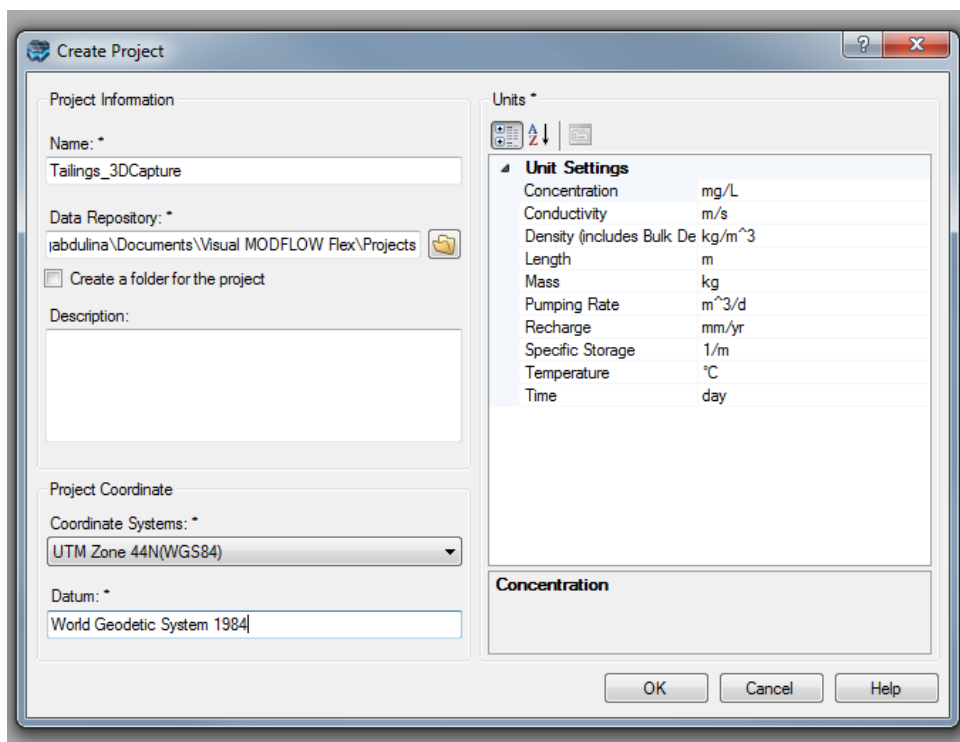 Create Project
Project Information
Name: *
Tailings_3DCapture
Data Repository: *
abdulina\Documents\Visual MODFLOW Flex\Projects
Create a folder for the project
Description:
Project Coordinate
Coordinate Systems: *
UTM Zone 44N(WGS84)
Datum: *
World Geodetic System 1984
Units *
Unit Settings
Concentration mg/L
Conductivity m/s
Density (includes Bulk De kg/m^3
Length m
Mass kg
Pumping Rate m^3/d
Recharge mm/yr
Specific Storage 1/m
Temperature °C
Time day
Concentration
OK Cancel Help